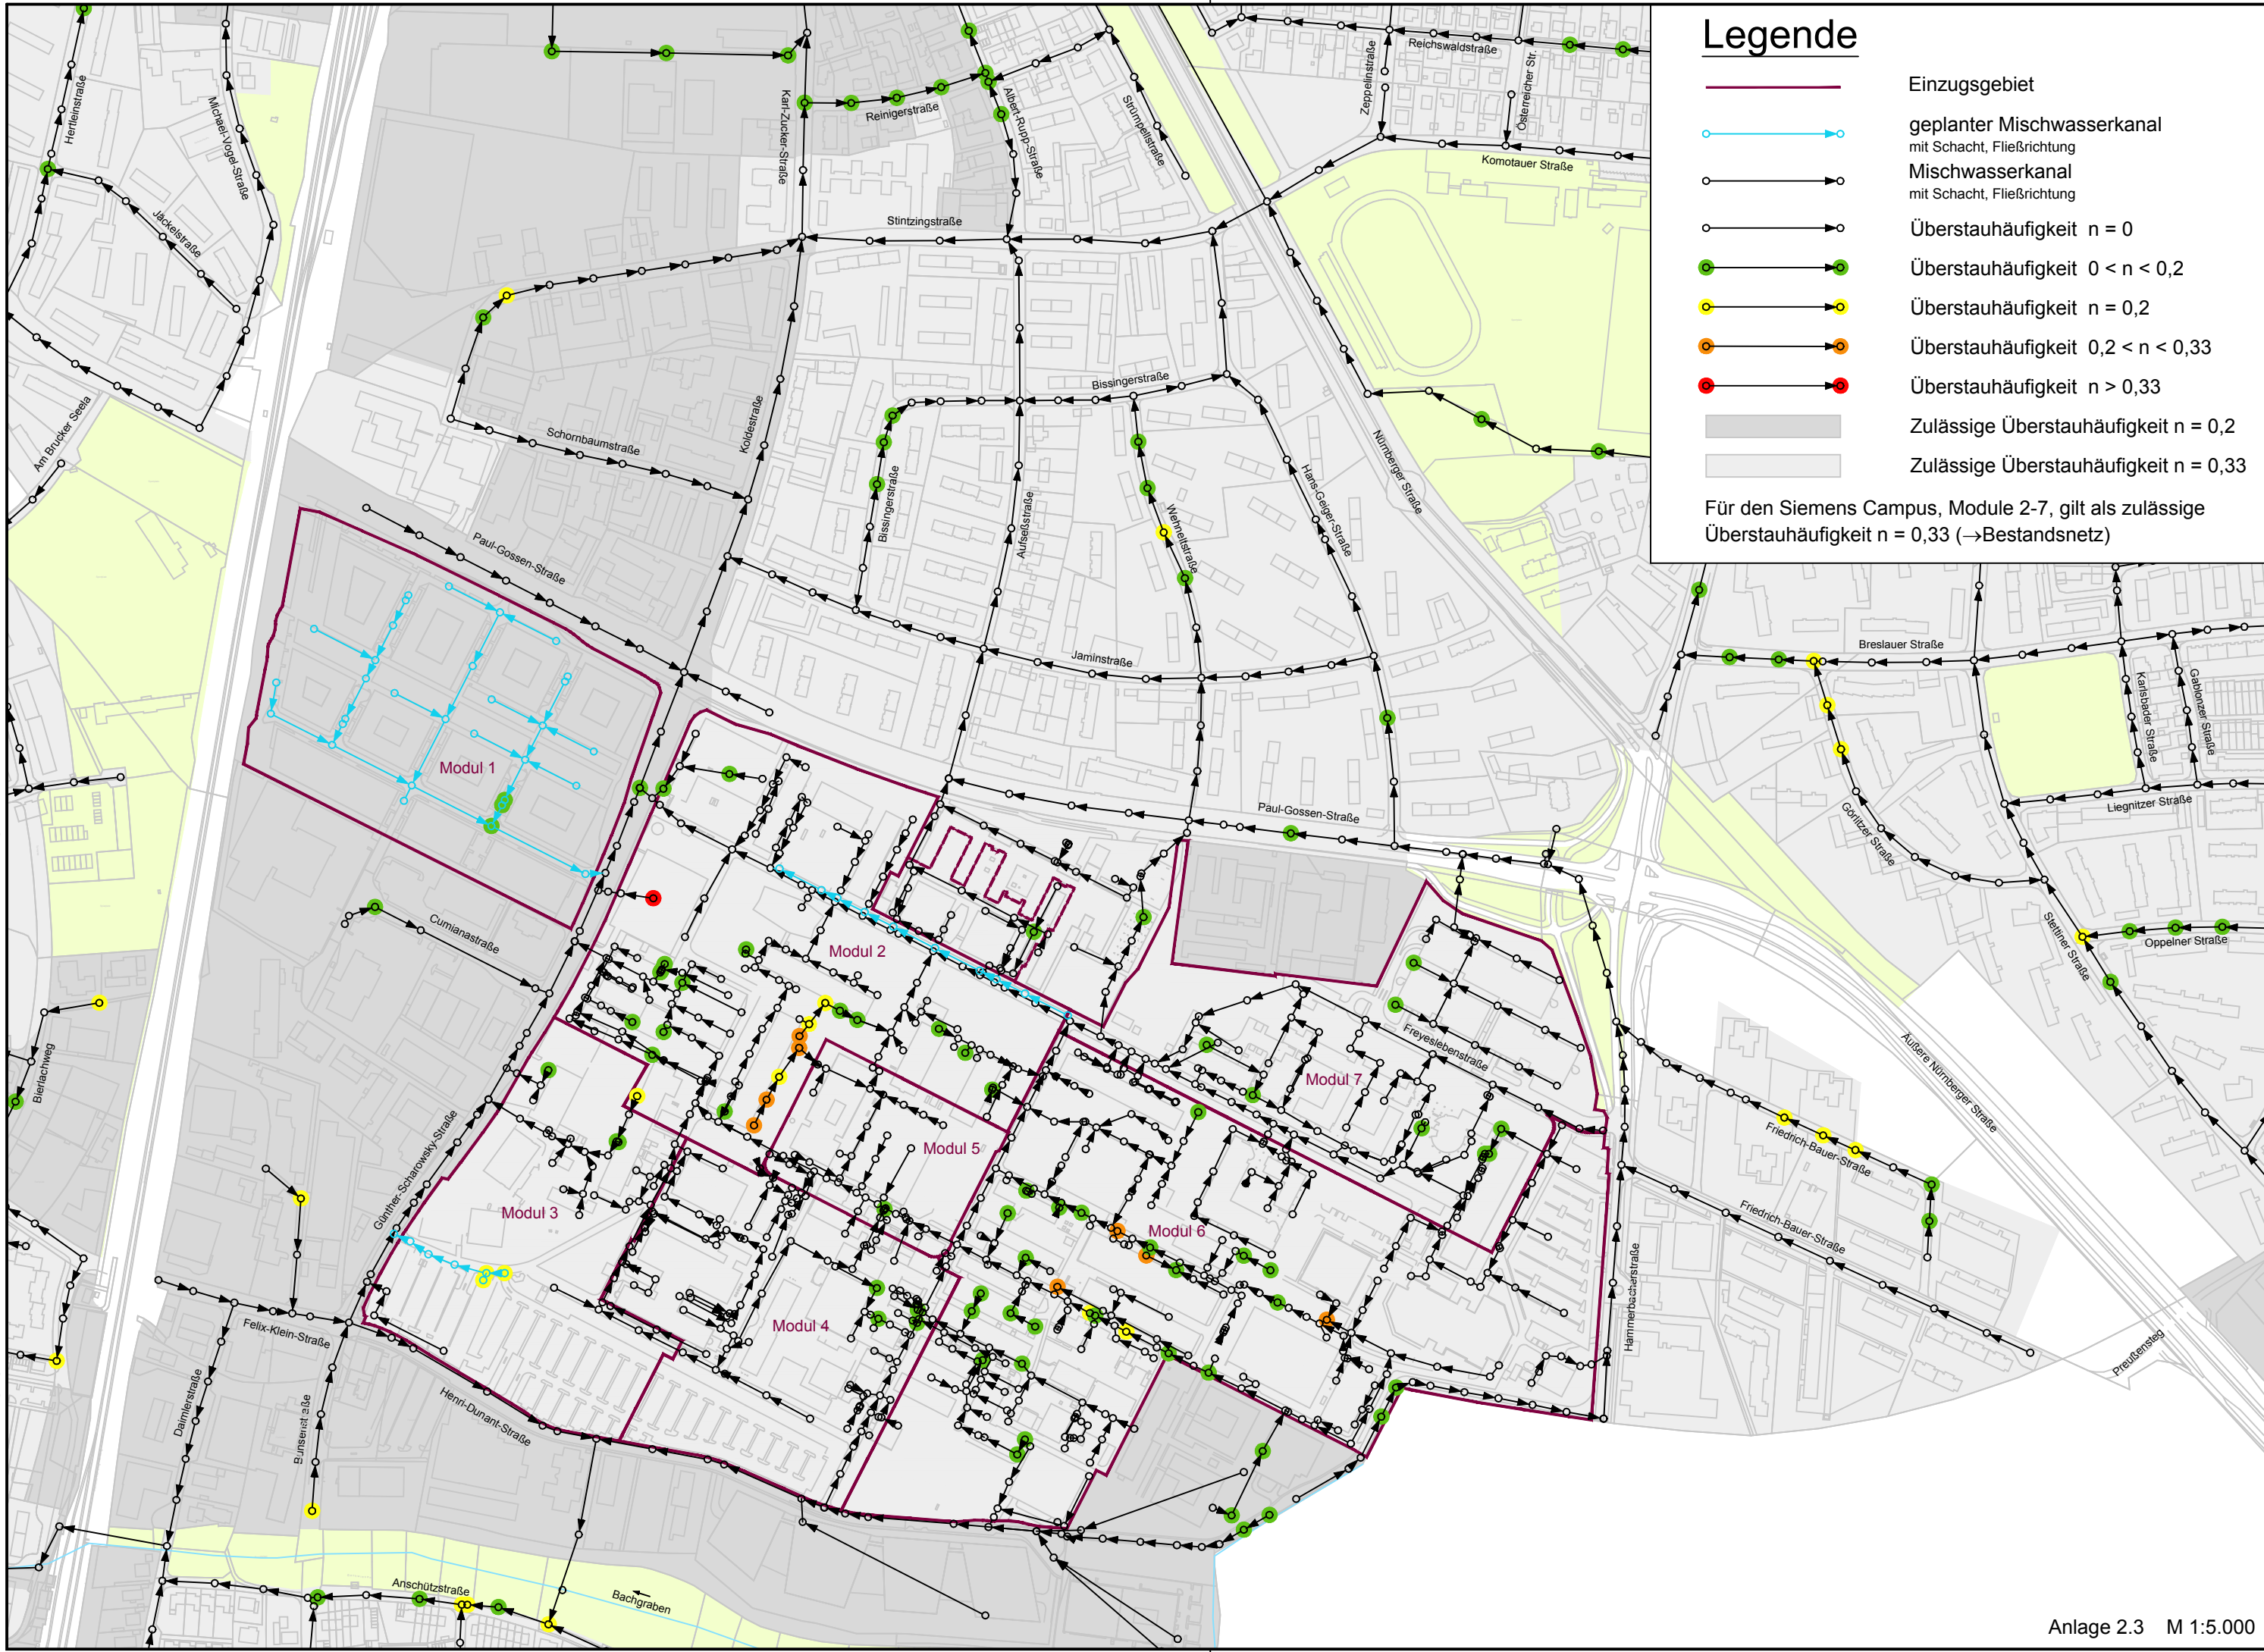 Legende
Einzugsgebiet
geplanter Mischwasserkanal
mit Schacht, Fließrichtung
Mischwasserkanal
mit Schacht, Fließrichtung
Überstauhäufigkeit n = 0
Überstauhäufigkeit 0 < n < 0,2
Überstauhäufigkeit n = 0,2
Überstauhäufigkeit 0,2 < n < 0,33
Überstauhäufigkeit n > 0,33
Zulässige Überstauhäufigkeit n = 0,2
Zulässige Überstauhäufigkeit n = 0,33
Für den Siemens Campus, Module 2-7, gilt als zulässige
Überstauhäufigkeit n = 0,33 (→Bestandsnetz)
Hertleinstraße
Michael-Vogel-Straße
Jäckelstraße
Am Brucker Seela
Karl-Zucker-Straße
Reinigerstraße
Albert-Rupp-Straße
Strümpellstraße
Zeppelinstraße
Reichswaldstraße
Österreicher Str.
Komotauer Straße
Stintzingstraße
Koldestraße
Schornbaumstraße
Bissingerstraße
Bissingerstraße
Aufseßstraße
Wehneltstraße
Hans-Geiger-Straße
Nürnberger Straße
Paul-Gossen-Straße
Jaminstraße
Breslauer Straße
Karlsbader Straße
Gablonzer Straße
Liegnitzer Straße
Görlitzer Straße
Stettiner Straße
Oppelner Straße
Paul-Gossen-Straße
Modul 1
Cumianastraße
Modul 2
Bierlachweg
Freyeslebenstraße
Modul 7
Äußere Nürnberger Straße
Modul 5
Friedrich-Bauer-Straße
Günther-Scharowsky-Straße
Modul 3
Modul 6
Friedrich-Bauer-Straße
Hammerbacherstraße
Modul 4
Felix-Klein-Straße
Daimlerstraße
Bunsenstraße
Henri-Dunant-Straße
Preußensteg
Anschützstraße
Bachgraben
Anlage 2.3 M 1:5.000